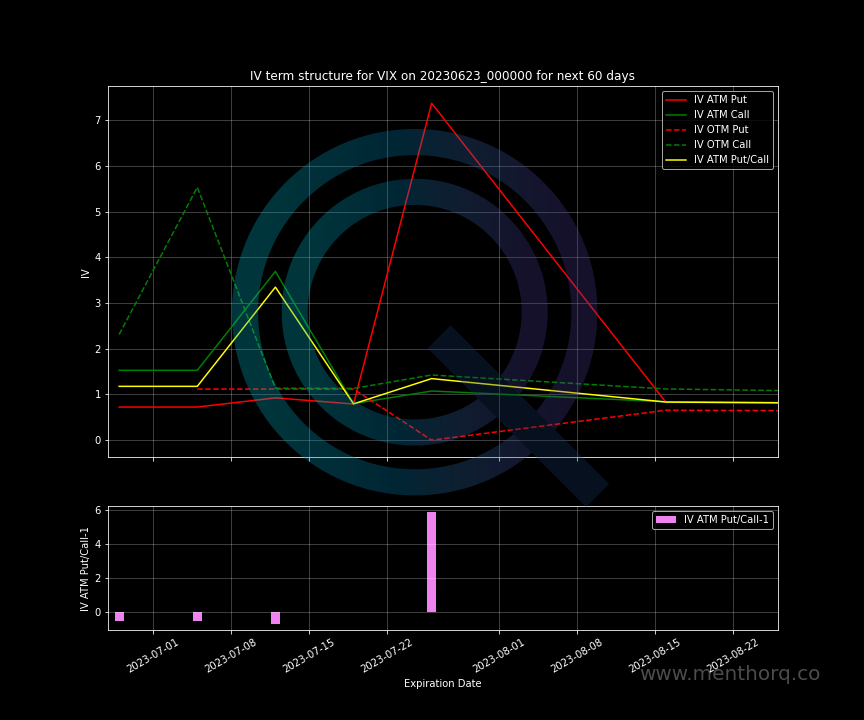 IV term structure for VIX on 20230623_000000 for next 60 days
IV ATM Put
IV ATM Call
IV OTM Put
IV OTM Call
IV ATM Put/Call
7
6
5
4
3
2
1
0
IV
IV ATM Put/Call-1
6
4
2
0
IV ATM Put/Call-1
2023-07-01
2023-07-08
2023-07-15
2023-07-22
2023-08-01
2023-08-08
2023-08-15
2023-08-22
Expiration Date
www.menthorq.co